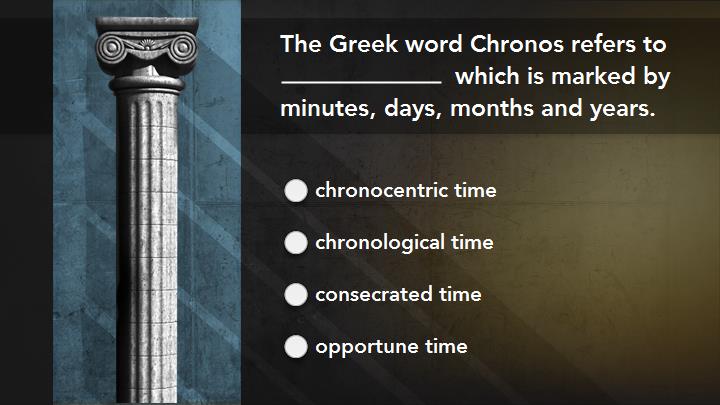 The Greek word Chronos refers to
_____________ which is marked by
minutes, days, months and years.
chronocentric time
chronological time
consecrated time
opportune time